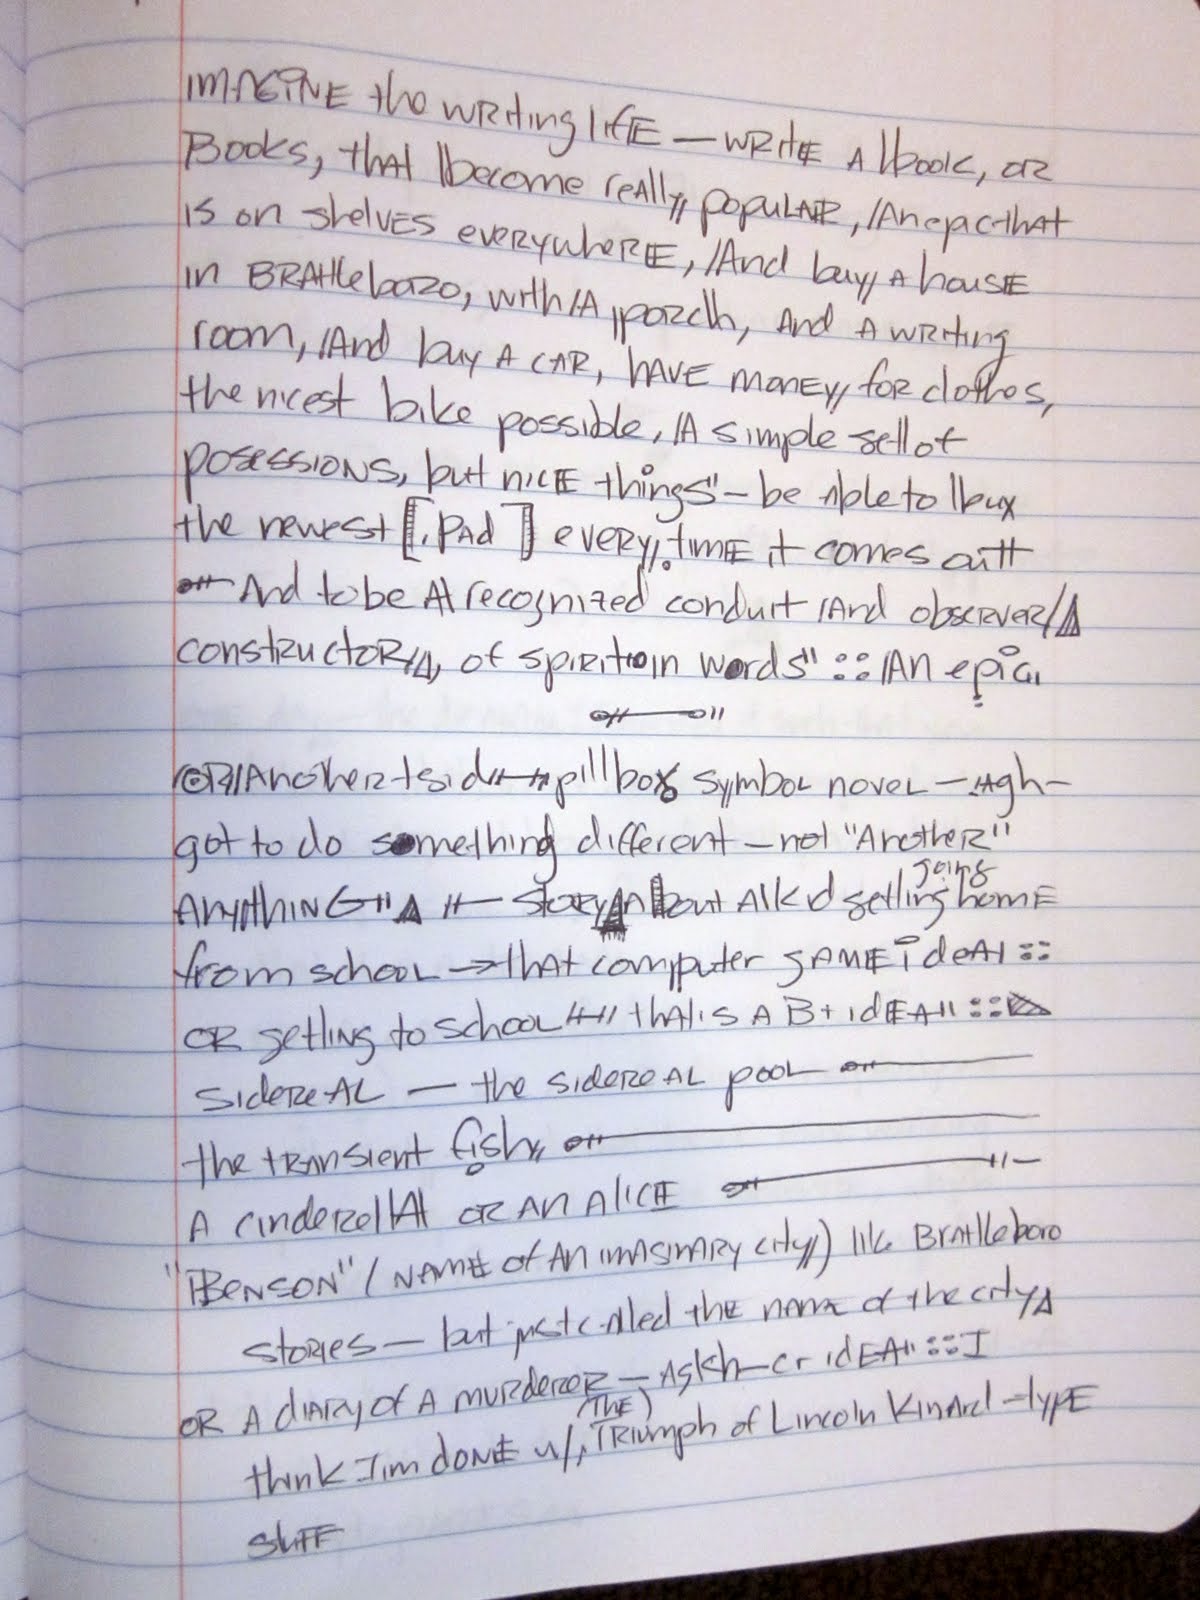 IMAGINE the writing life — write A book, or
Books, that become really popular, An epic that
is on shelves everywhere, And buy A house
in Brattleboro, with A porch, And A writing
room, And buy A car, have money for clothes,
the nicest bike possible, A simple set of
posessions, but nice things" — be Able to buy
the newest [iPad] every time it comes out
And to be A recognized conduit And observer/
constructor, of spirit in words" :: An epic,
OR/Another side pillbox symbol novel — Agh —
got to do something different — not "Another"
Anything" — story About A kid getting going home
from school → that computer game idea ::
or getting to school" that is A B+ idea" ::
sidereal — the sidereal pool
the transient fish,
A cinderella or An Alice
"Benson" (name of An imaginary city) like Brattleboro
stories — but just called the name of the city
or A diary of A murderer — idea" :: I
think I'm done w/ (The) Triumph of Lincoln Kinard-type
stuff